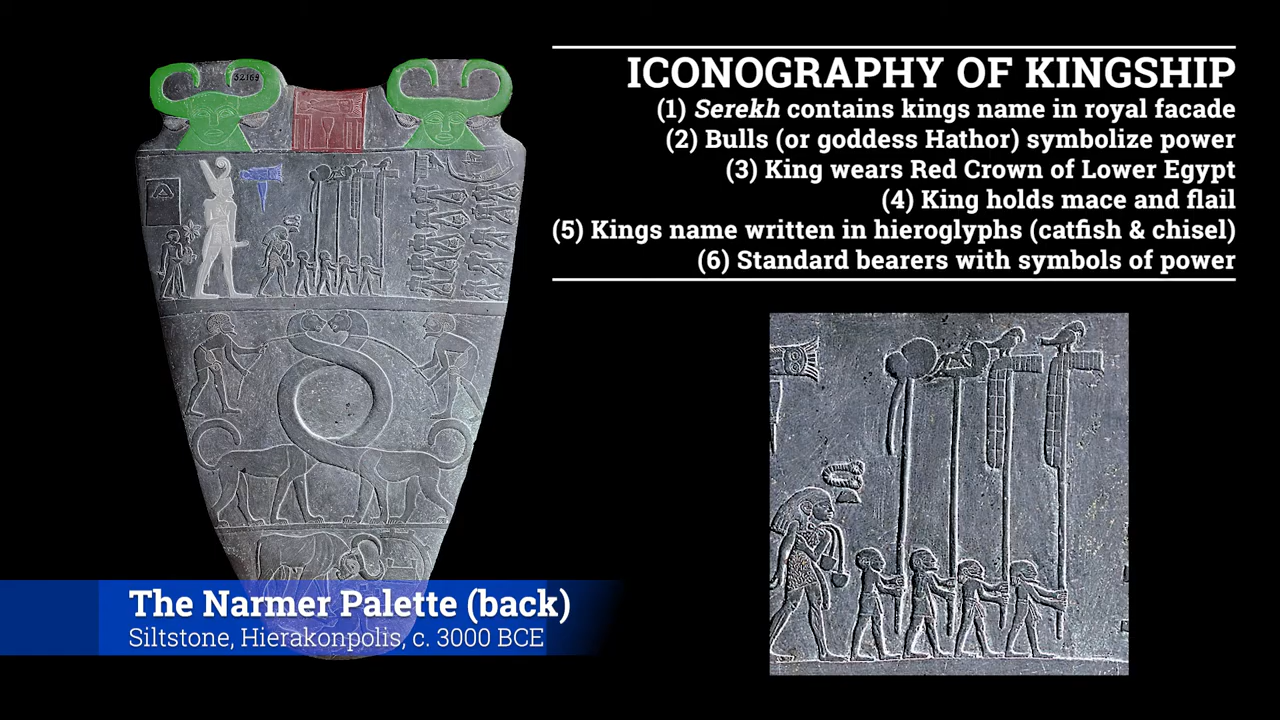 ICONOGRAPHY OF KINGSHIP
(1) Serekh contains kings name in royal facade
(2) Bulls (or goddess Hathor) symbolize power
(3) King wears Red Crown of Lower Egypt
(4) King holds mace and flail
(5) Kings name written in hieroglyphs (catfish & chisel)
(6) Standard bearers with symbols of power
32169
The Narmer Palette (back)
Siltstone, Hierakonpolis, c. 3000 BCE